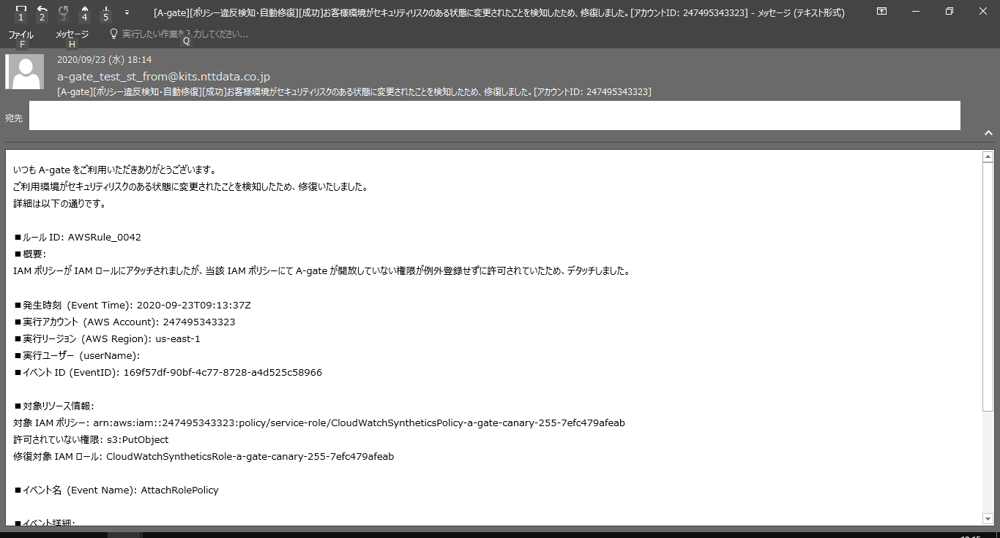 1 2 3 4 5
[A-gate][ポリシー違反検知・自動修復][成功]お客様環境がセキュリティリスクのある状態に変更されたことを検知したため、修復しました。[アカウントID: 247495343323] - メッセージ (テキスト形式)
ファイル メッセージ 実行したい作業を入力してください...
F H Q
2020/09/23 (水) 18:14
a-gate_test_st_from@kits.nttdata.co.jp
[A-gate][ポリシー違反検知・自動修復][成功]お客様環境がセキュリティリスクのある状態に変更されたことを検知したため、修復しました。[アカウントID: 247495343323]
宛先
いつも A-gate をご利用いただきありがとうございます。
ご利用環境がセキュリティリスクのある状態に変更されたことを検知したため、修復いたしました。
詳細は以下の通りです。
■ルール ID: AWSRule_0042
■概要:
IAM ポリシーが IAM ロールにアタッチされましたが、当該 IAM ポリシーにて A-gate が開放していない権限が例外登録せずに許可されていたため、デタッチしました。
■発生時刻 (Event Time): 2020-09-23T09:13:37Z
■実行アカウント (AWS Account): 247495343323
■実行リージョン (AWS Region): us-east-1
■実行ユーザー (userName):
■イベント ID (EventID): 169f57df-90bf-4c77-8728-a4d525c58966
■対象リソース情報:
対象 IAM ポリシー: arn:aws:iam::247495343323:policy/service-role/CloudWatchSyntheticsPolicy-a-gate-canary-255-7efc479afeab
許可されていない権限: s3:PutObject
修復対象 IAM ロール: CloudWatchSyntheticsRole-a-gate-canary-255-7efc479afeab
■イベント名 (Event Name): AttachRolePolicy
■イベント詳細: